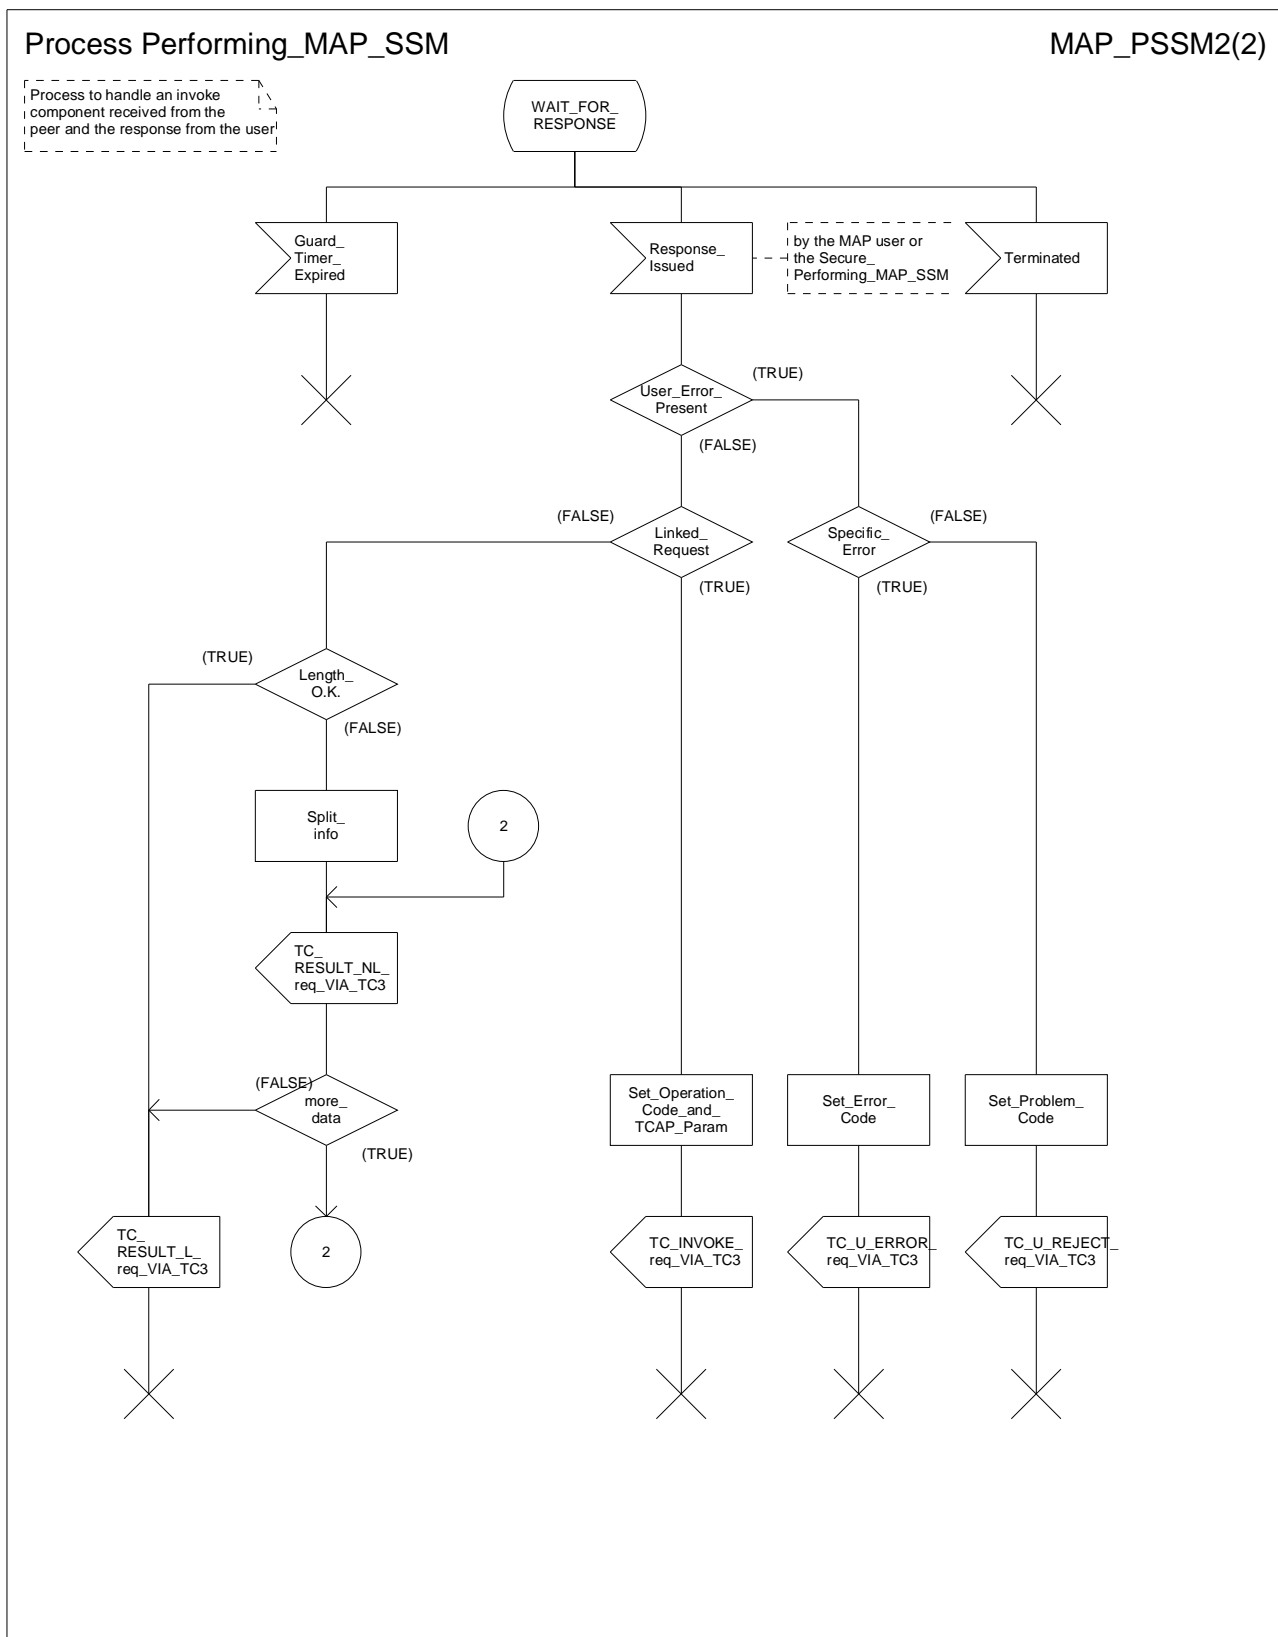 Process Performing_MAP_SSM
MAP_PSSM2(2)
Process to handle an invoke
component received from the
peer and the response from the user
WAIT_FOR_
RESPONSE
Guard_
Timer_
Expired
Response_
Issued
by the MAP user or
the Secure_
Performing_MAP_SSM
Terminated
User_Error_
Present
(TRUE)
(FALSE)
(FALSE)
Linked_
Request
(TRUE)
Specific_
Error
(FALSE)
(TRUE)
(TRUE)
Length_
O.K.
(FALSE)
Split_
info
2
TC_
RESULT_NL_
req_VIA_TC3
(FALSE)
more_
data
(TRUE)
Set_Operation_
Code_and_
TCAP_Param
Set_Error_
Code
Set_Problem_
Code
TC_
RESULT_L_
req_VIA_TC3
2
TC_INVOKE_
req_VIA_TC3
TC_U_ERROR_
req_VIA_TC3
TC_U_REJECT_
req_VIA_TC3